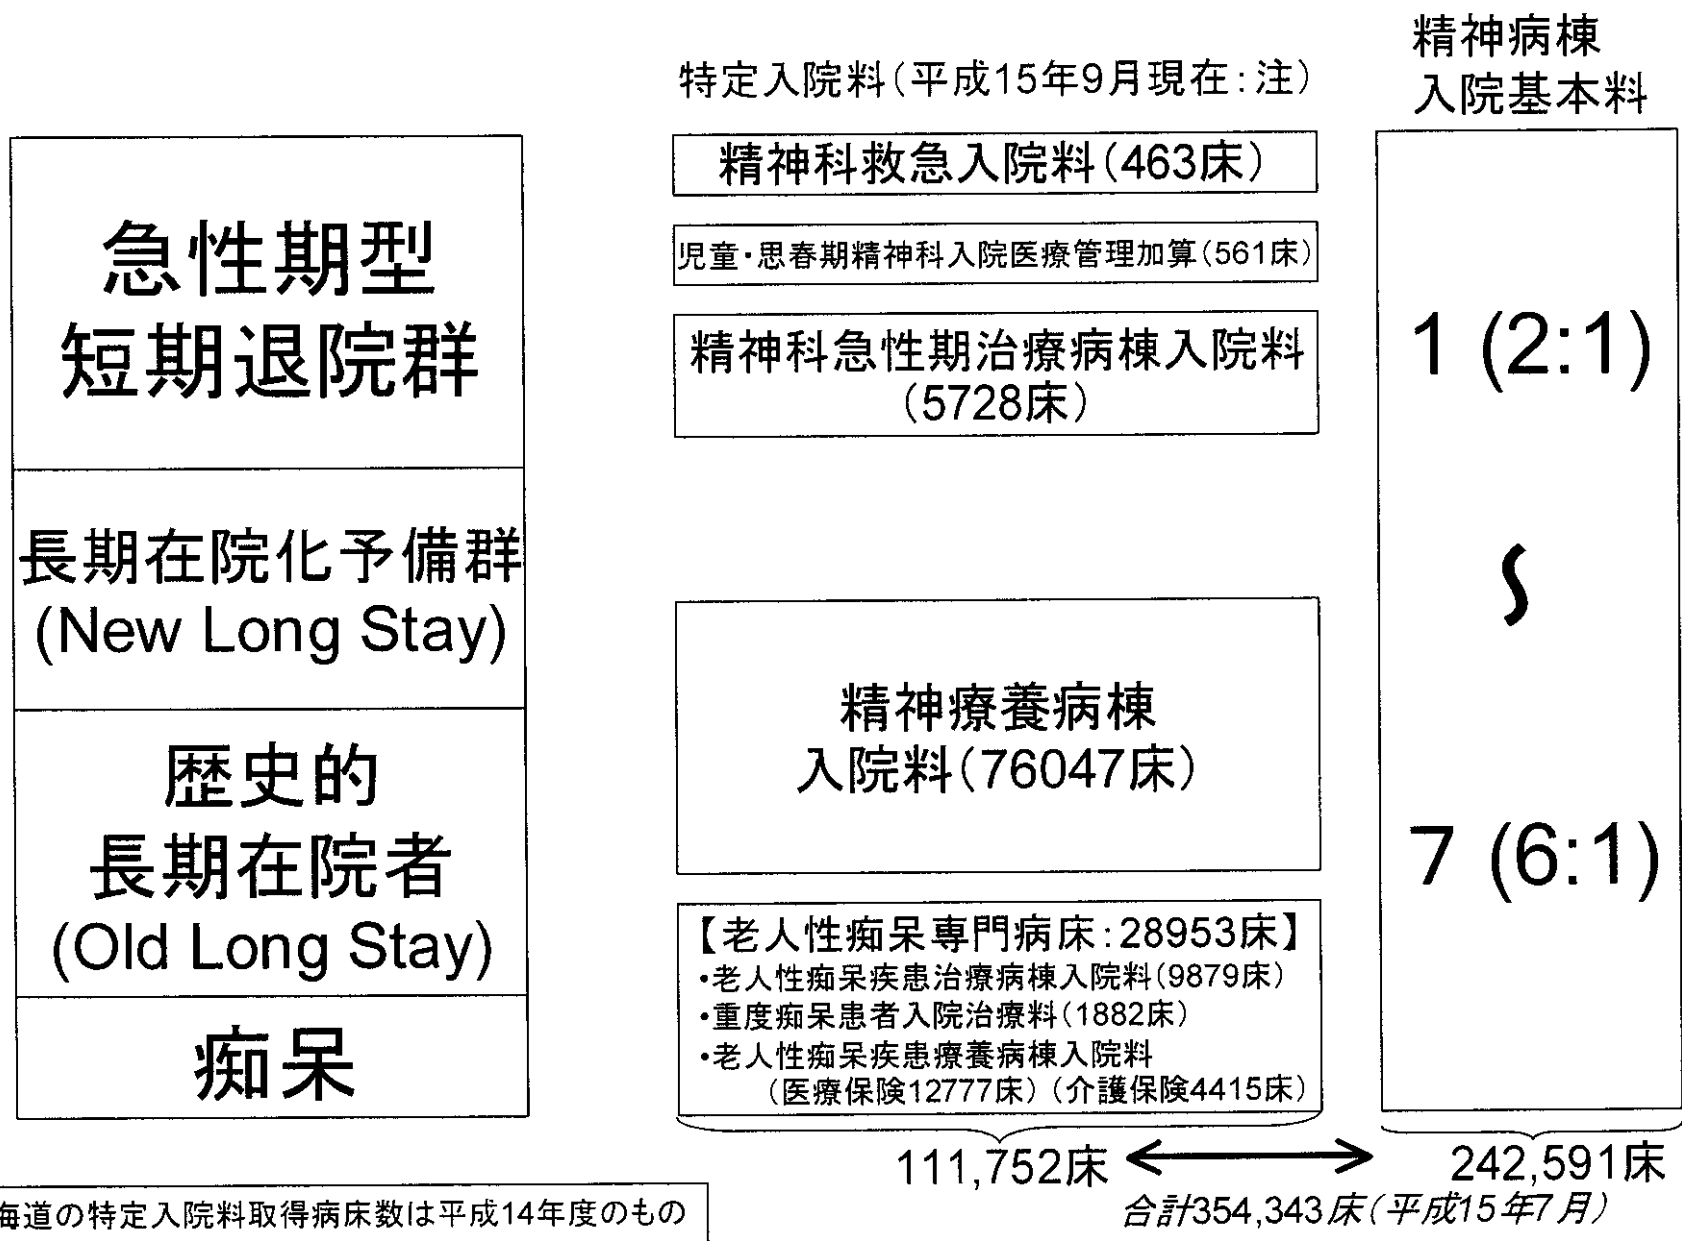 特定入院料(平成15年9月現在:注)
精神病棟
入院基本料
急性期型
短期退院群
長期在院化予備群
(New Long Stay)
歴史的
長期在院者
(Old Long Stay)
痴呆
精神科救急入院料(463床)
児童・思春期精神科入院医療管理加算(561床)
精神科急性期治療病棟入院料
(5728床)
精神療養病棟
入院料(76047床)
【老人性痴呆専門病床:28953床】
・老人性痴呆疾患治療病棟入院料(9879床)
・重度痴呆患者入院治療料(1882床)
・老人性痴呆疾患療養病棟入院料
(医療保険12777床)(介護保険4415床)
1 (2:1)
〜
7 (6:1)
111,752床
242,591床
合計354,343床(平成15年7月)
海道の特定入院料取得病床数は平成14年度のもの